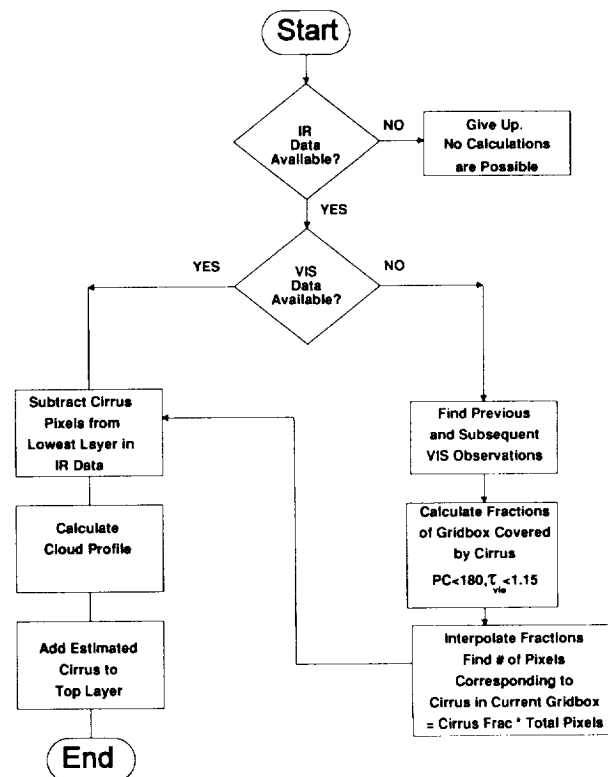 Start
IR
Data
Available?
NO
Give Up.
No Calculations
are Possible
YES
VIS
Data
Available?
YES
NO
Subtract Cirrus
Pixels from
Lowest Layer in
IR Data
Find Previous
and Subsequent
VIS Observations
Calculate
Cloud Profile
Calculate Fractions
of Gridbox Covered
by Cirrus
PC<180,τvis<1.15
Add Estimated
Cirrus to
Top Layer
Interpolate Fractions
Find # of Pixels
Corresponding to
Cirrus in Current Gridbox
= Cirrus Frac * Total Pixels
End